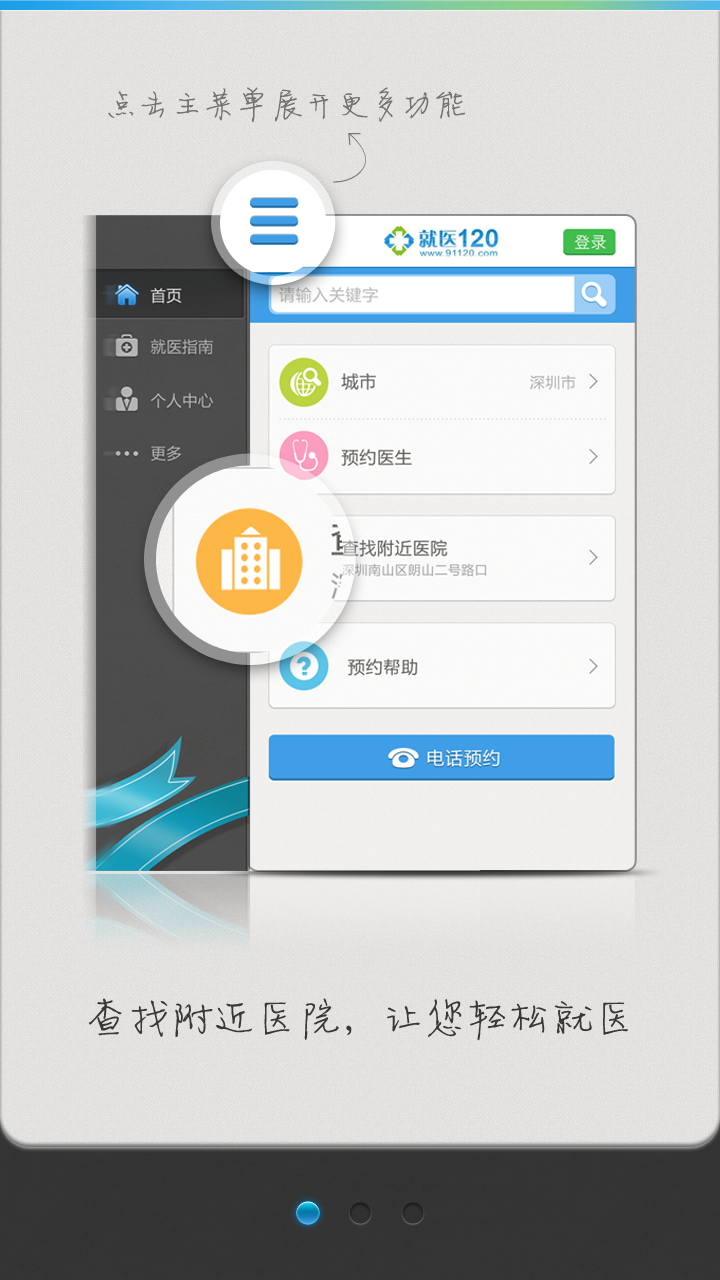 点击主菜单展开更多功能
就医120
www.91120.com
登录
请输入关键字
首页
就医指南
个人中心
更多
城市
深圳市
预约医生
查找附近医院
深圳南山区朗山二号路口
预约帮助
电话预约
查找附近医院，让您轻松就医